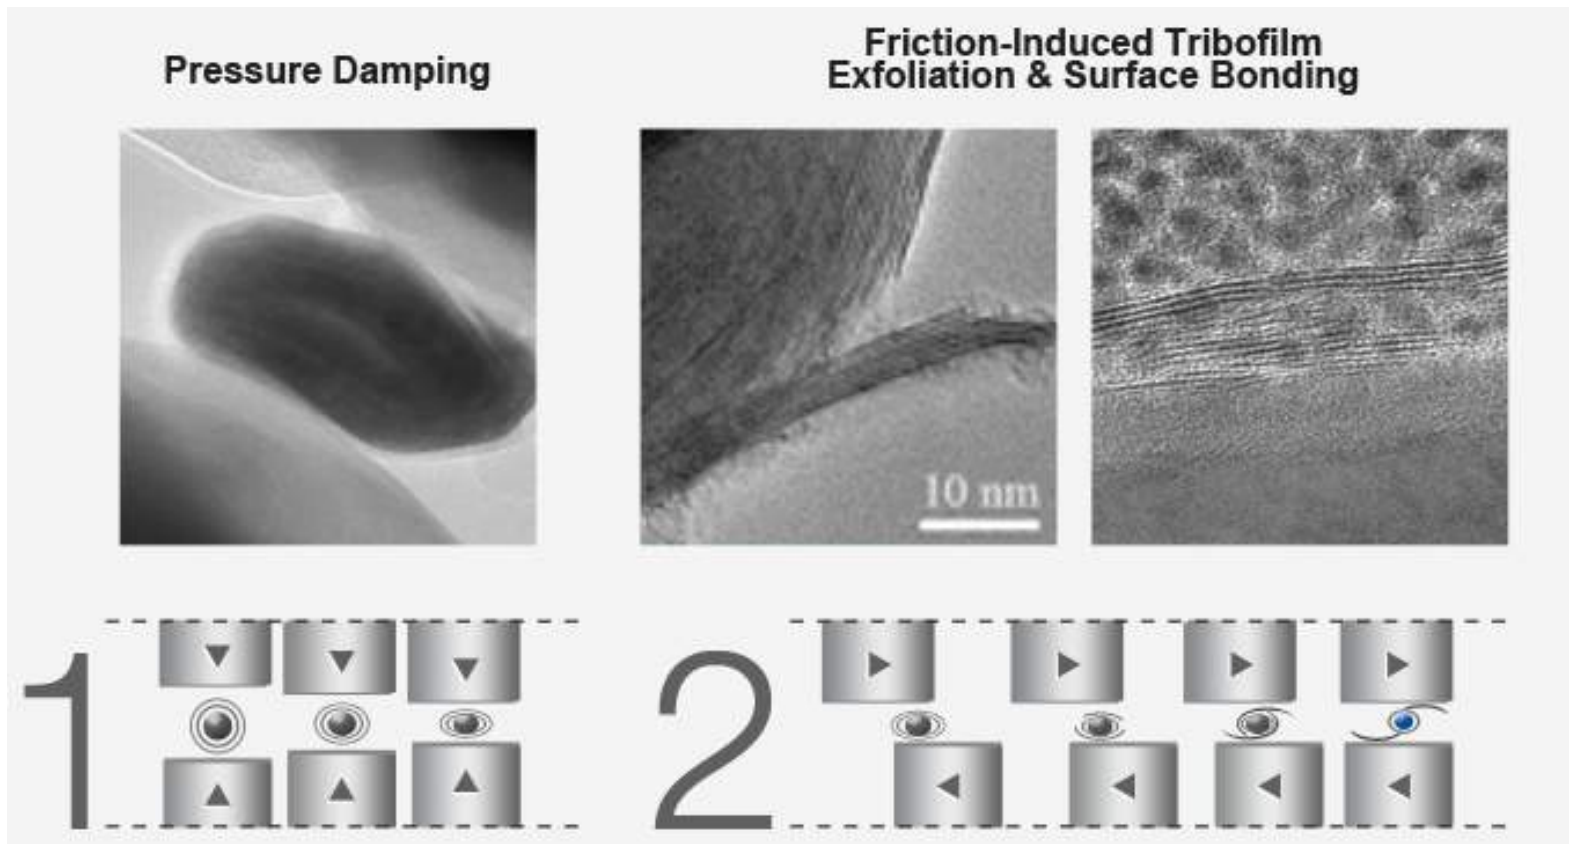 Pressure Damping
Friction-Induced Tribofilm
Exfoliation & Surface Bonding
10 nm
1
2